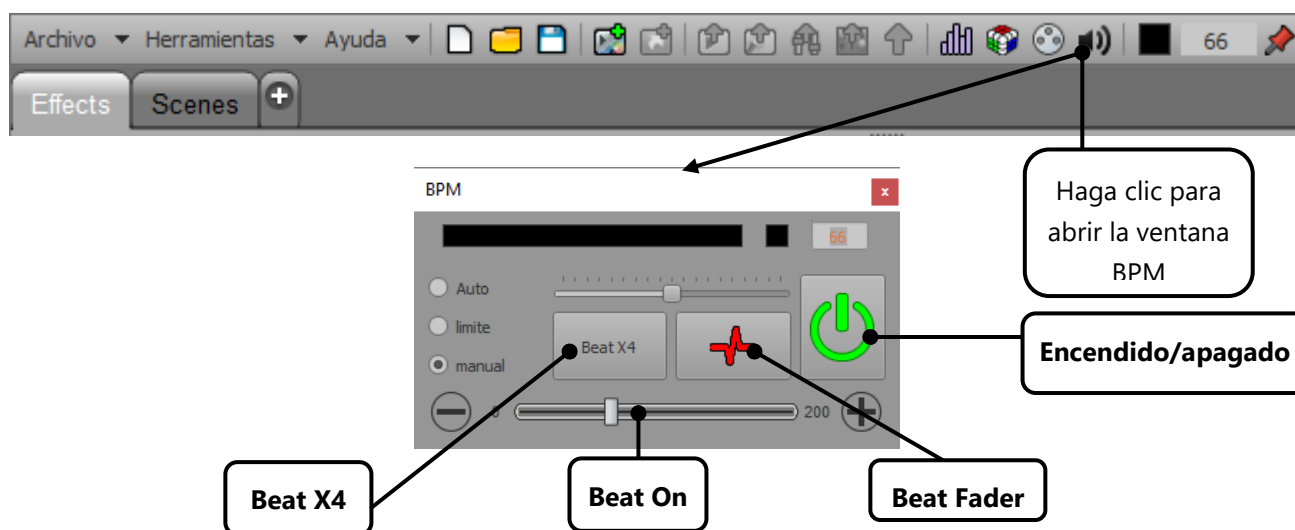 Archivo Herramientas Ayuda 66
Effects Scenes
BPM
Haga clic para
abrir la ventana
BPM
66
Auto
limite
Beat X4
manual
0 200
Encendido/apagado
Beat X4
Beat On
Beat Fader